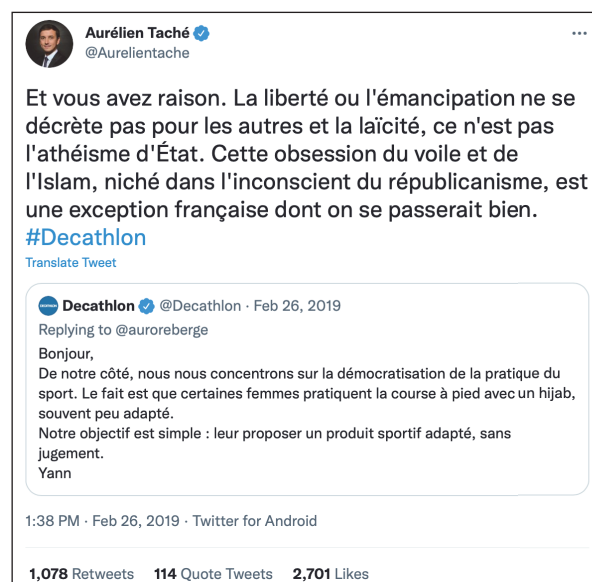 Aurélien Taché
@Aurelientache
Et vous avez raison. La liberté ou l'émancipation ne se
décrète pas pour les autres et la laïcité, ce n'est pas
l'athéisme d'État. Cette obsession du voile et de
l'Islam, niché dans l'inconscient du républicanisme, est
une exception française dont on se passerait bien.
#Decathlon
Translate Tweet
Decathlon @Decathlon · Feb 26, 2019
Replying to @auroreberge
Bonjour,
De notre côté, nous nous concentrons sur la démocratisation de la pratique du
sport. Le fait est que certaines femmes pratiquent la course à pied avec un hijab,
souvent peu adapté.
Notre objectif est simple : leur proposer un produit sportif adapté, sans
jugement.
Yann
1:38 PM · Feb 26, 2019 · Twitter for Android
1,078 Retweets 114 Quote Tweets 2,701 Likes